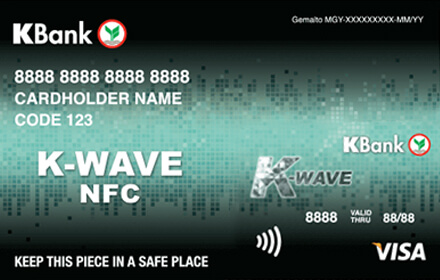 Gemalto MGY-XXXXXXXXX-MM/YY
KBank
8888 8888 8888 8888
CARDHOLDER NAME
CODE 123
K-WAVE
NFC
KBank
K-WAVE
8888 VALID THRU 88/88
VISA
KEEP THIS PIECE IN A SAFE PLACE